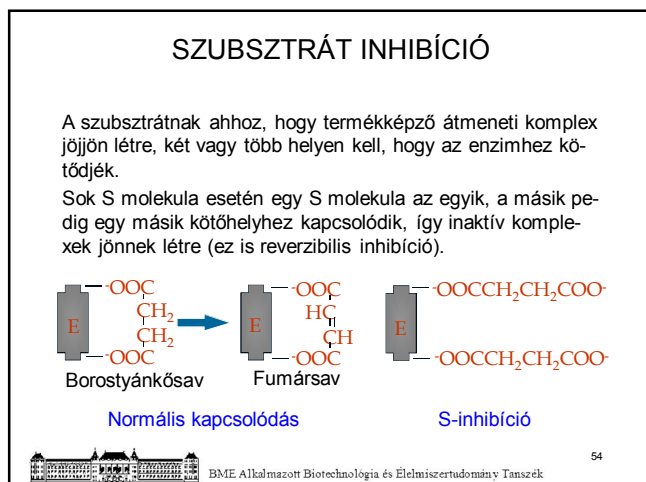 SZUBSZTRÁT INHIBÍCIÓ
A szubsztrátnak ahhoz, hogy termékképző átmeneti komplex
jöjjön létre, két vagy több helyen kell, hogy az enzimhez kö-
tődjék.
Sok S molekula esetén egy S molekula az egyik, a másik pe-
dig egy másik kötőhelyhez kapcsolódik, így inaktív komple-
xek jönnek létre (ez is reverzibilis inhibíció).
E
-OOC
CH2
CH2
-OOC
Borostyánkősav
E
-OOC
HC
CH
-OOC
Fumársav
E
-OOCCH2CH2COO-
-OOCCH2CH2COO-
Normális kapcsolódás
S-inhibíció
54
BME Alkalmazott Biotechnológia és Élelmiszertudomány Tanszék